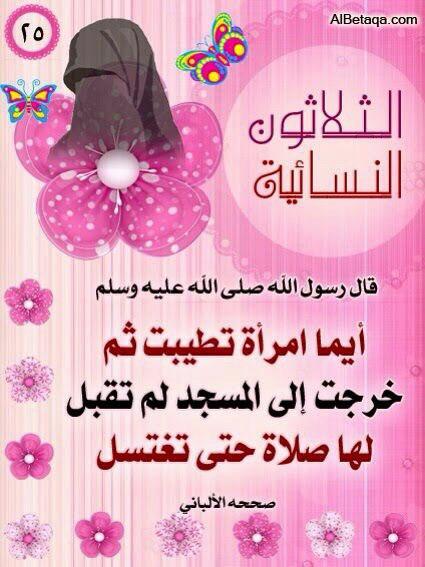 AlBetaqa.com
٢٥
الثلاثون
النسائية
قال رسول الله صلى الله عليه وسلم
أيما امرأة تطيبت ثم
خرجت إلى المسجد لم تقبل
لها صلاة حتى تغتسل
صححه الألباني